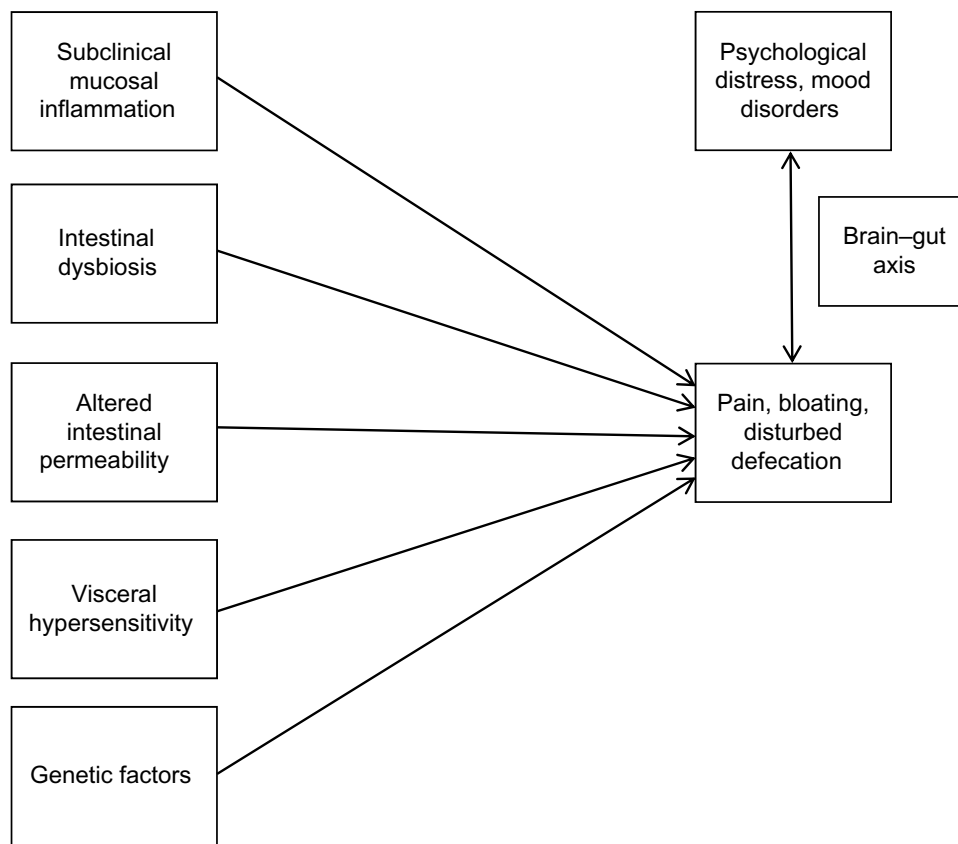 Subclinical
mucosal
inflammation
Psychological
distress, mood
disorders
Intestinal
dysbiosis
Brain–gut
axis
Altered
intestinal
permeability
Pain, bloating,
disturbed
defecation
Visceral
hypersensitivity
Genetic factors